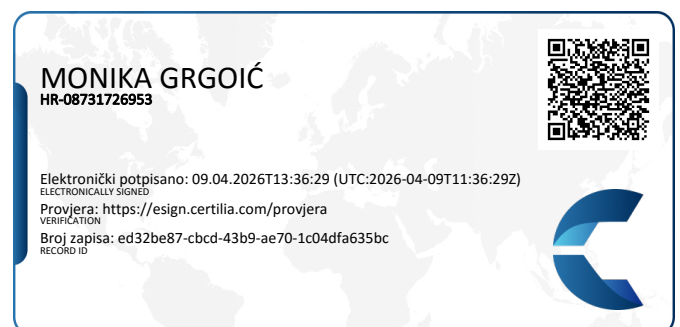 MONIKA GRGOIĆ
HR-08731726953
Elektronički potpisano: 09.04.2026T13:36:29 (UTC:2026-04-09T11:36:29Z)
ELECTRONICALLY SIGNED
Provjera: https://esign.certilia.com/provjera
VERIFICATION
Broj zapisa: ed32be87-cbcd-43b9-ae70-1c04dfa635bc
RECORD ID